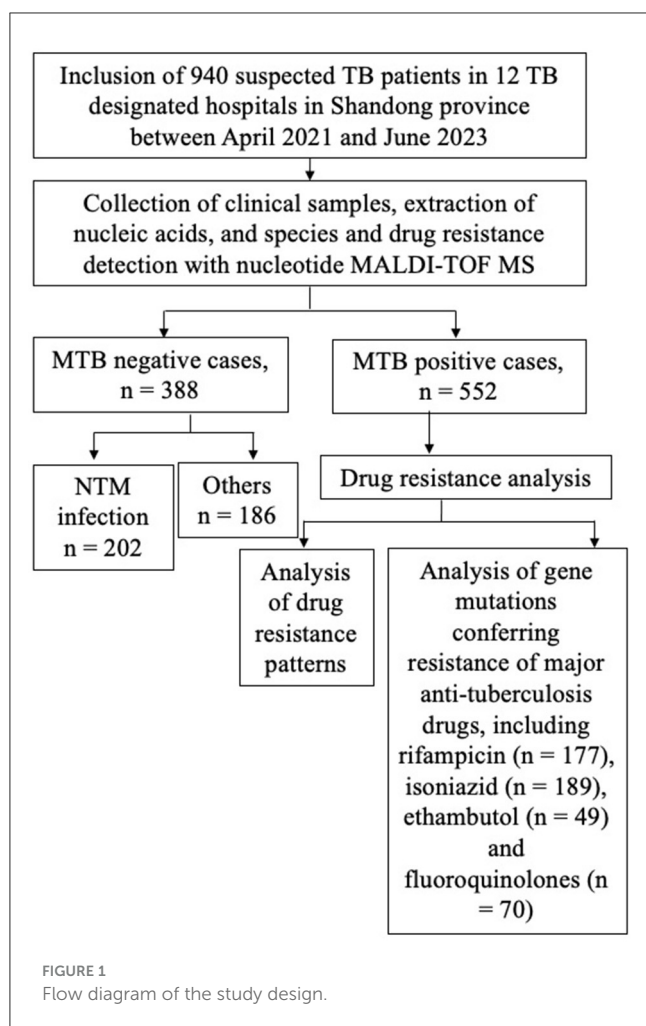 Inclusion of 940 suspected TB patients in 12 TB
designated hospitals in Shandong province
between April 2021 and June 2023
Collection of clinical samples, extraction of
nucleic acids, and species and drug resistance
detection with nucleotide MALDI-TOF MS
MTB negative cases,
n = 388
MTB positive cases,
n = 552
NTM
infection
n = 202
Others
n = 186
Drug resistance analysis
Analysis
of drug
resistance
patterns
Analysis of gene
mutations
conferring
resistance of major
anti-tuberculosis
drugs, including
rifampicin (n = 177),
isoniazid (n = 189),
ethambutol (n = 49)
and
fluoroquinolones (n
= 70)
FIGURE 1
Flow diagram of the study design.